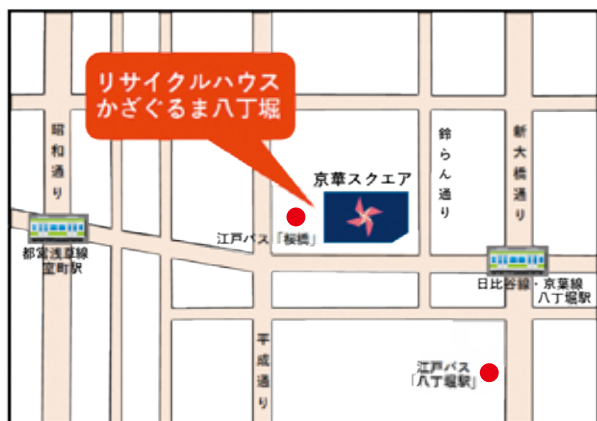 リサイクルハウス
かざぐるま八丁堀
昭和通り
鈴らん通り
新大橋通り
京華スクエア
江戸バス「桜橋」
都営浅草線
宝町駅
日比谷線・京葉線
八丁堀駅
平成通り
江戸バス
「八丁堀駅」